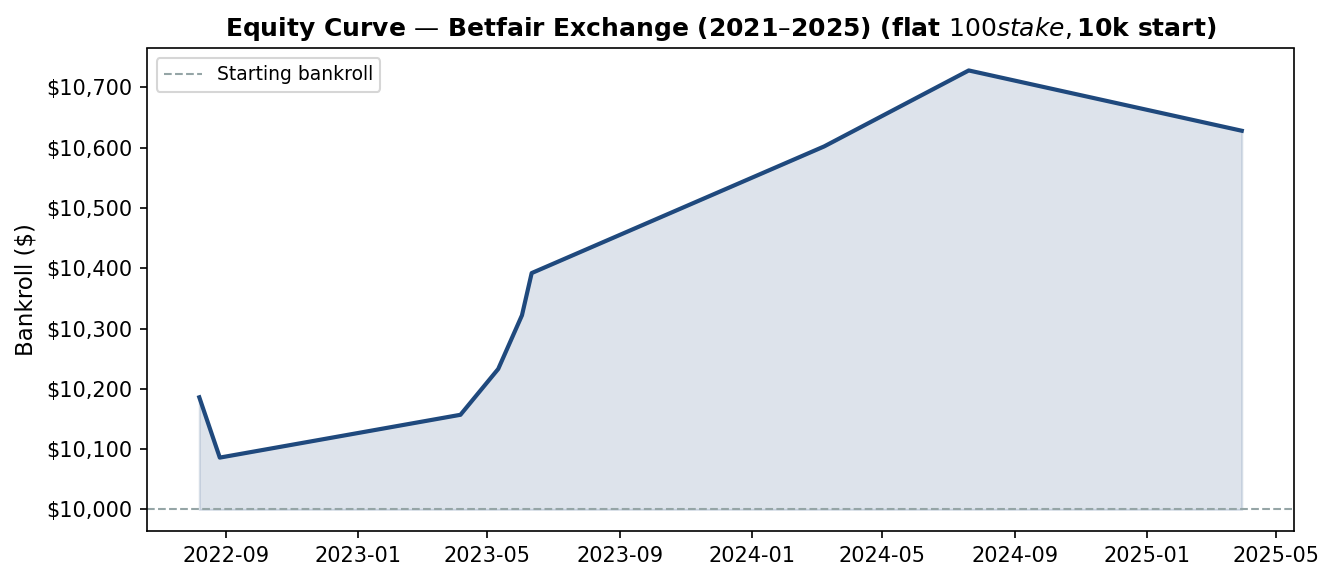 Equity Curve — Betfair Exchange (2021–2025) (flat 100stake,10k start)
Starting bankroll
Bankroll ($)
$10,700
$10,600
$10,500
$10,400
$10,300
$10,200
$10,100
$10,000
2022-09 2023-01 2023-05 2023-09 2024-01 2024-05 2024-09 2025-01 2025-05